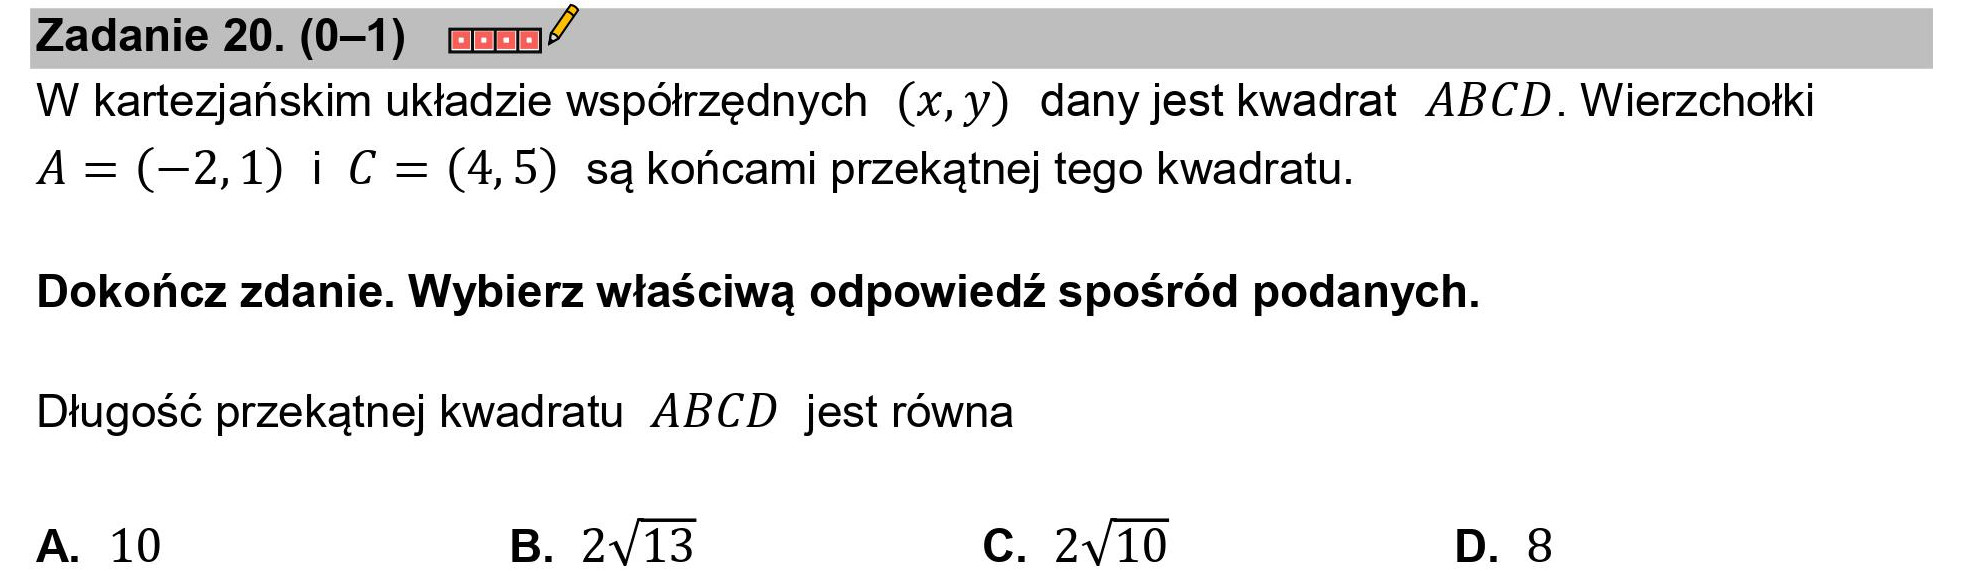 Zadanie 20. (0–1)
W kartezjańskim układzie współrzędnych (x, y) dany jest kwadrat ABCD. Wierzchołki
A = (−2, 1) i C = (4, 5) są końcami przekątnej tego kwadratu.
Dokończ zdanie. Wybierz właściwą odpowiedź spośród podanych.
Długość przekątnej kwadratu ABCD jest równa
A. 10 B. 2√13 C. 2√10 D. 8